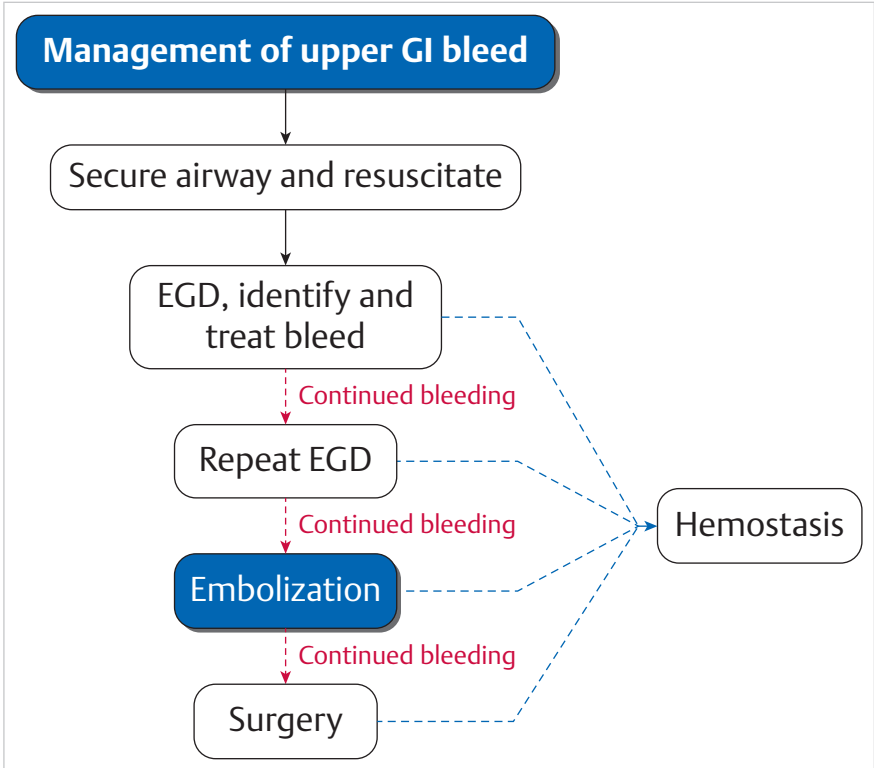 Management of upper GI bleed
Secure airway and resuscitate
EGD, identify and
treat bleed
Continued bleeding
Repeat EGD
Continued bleeding
Hemostasis
Embolization
Continued bleeding
Surgery